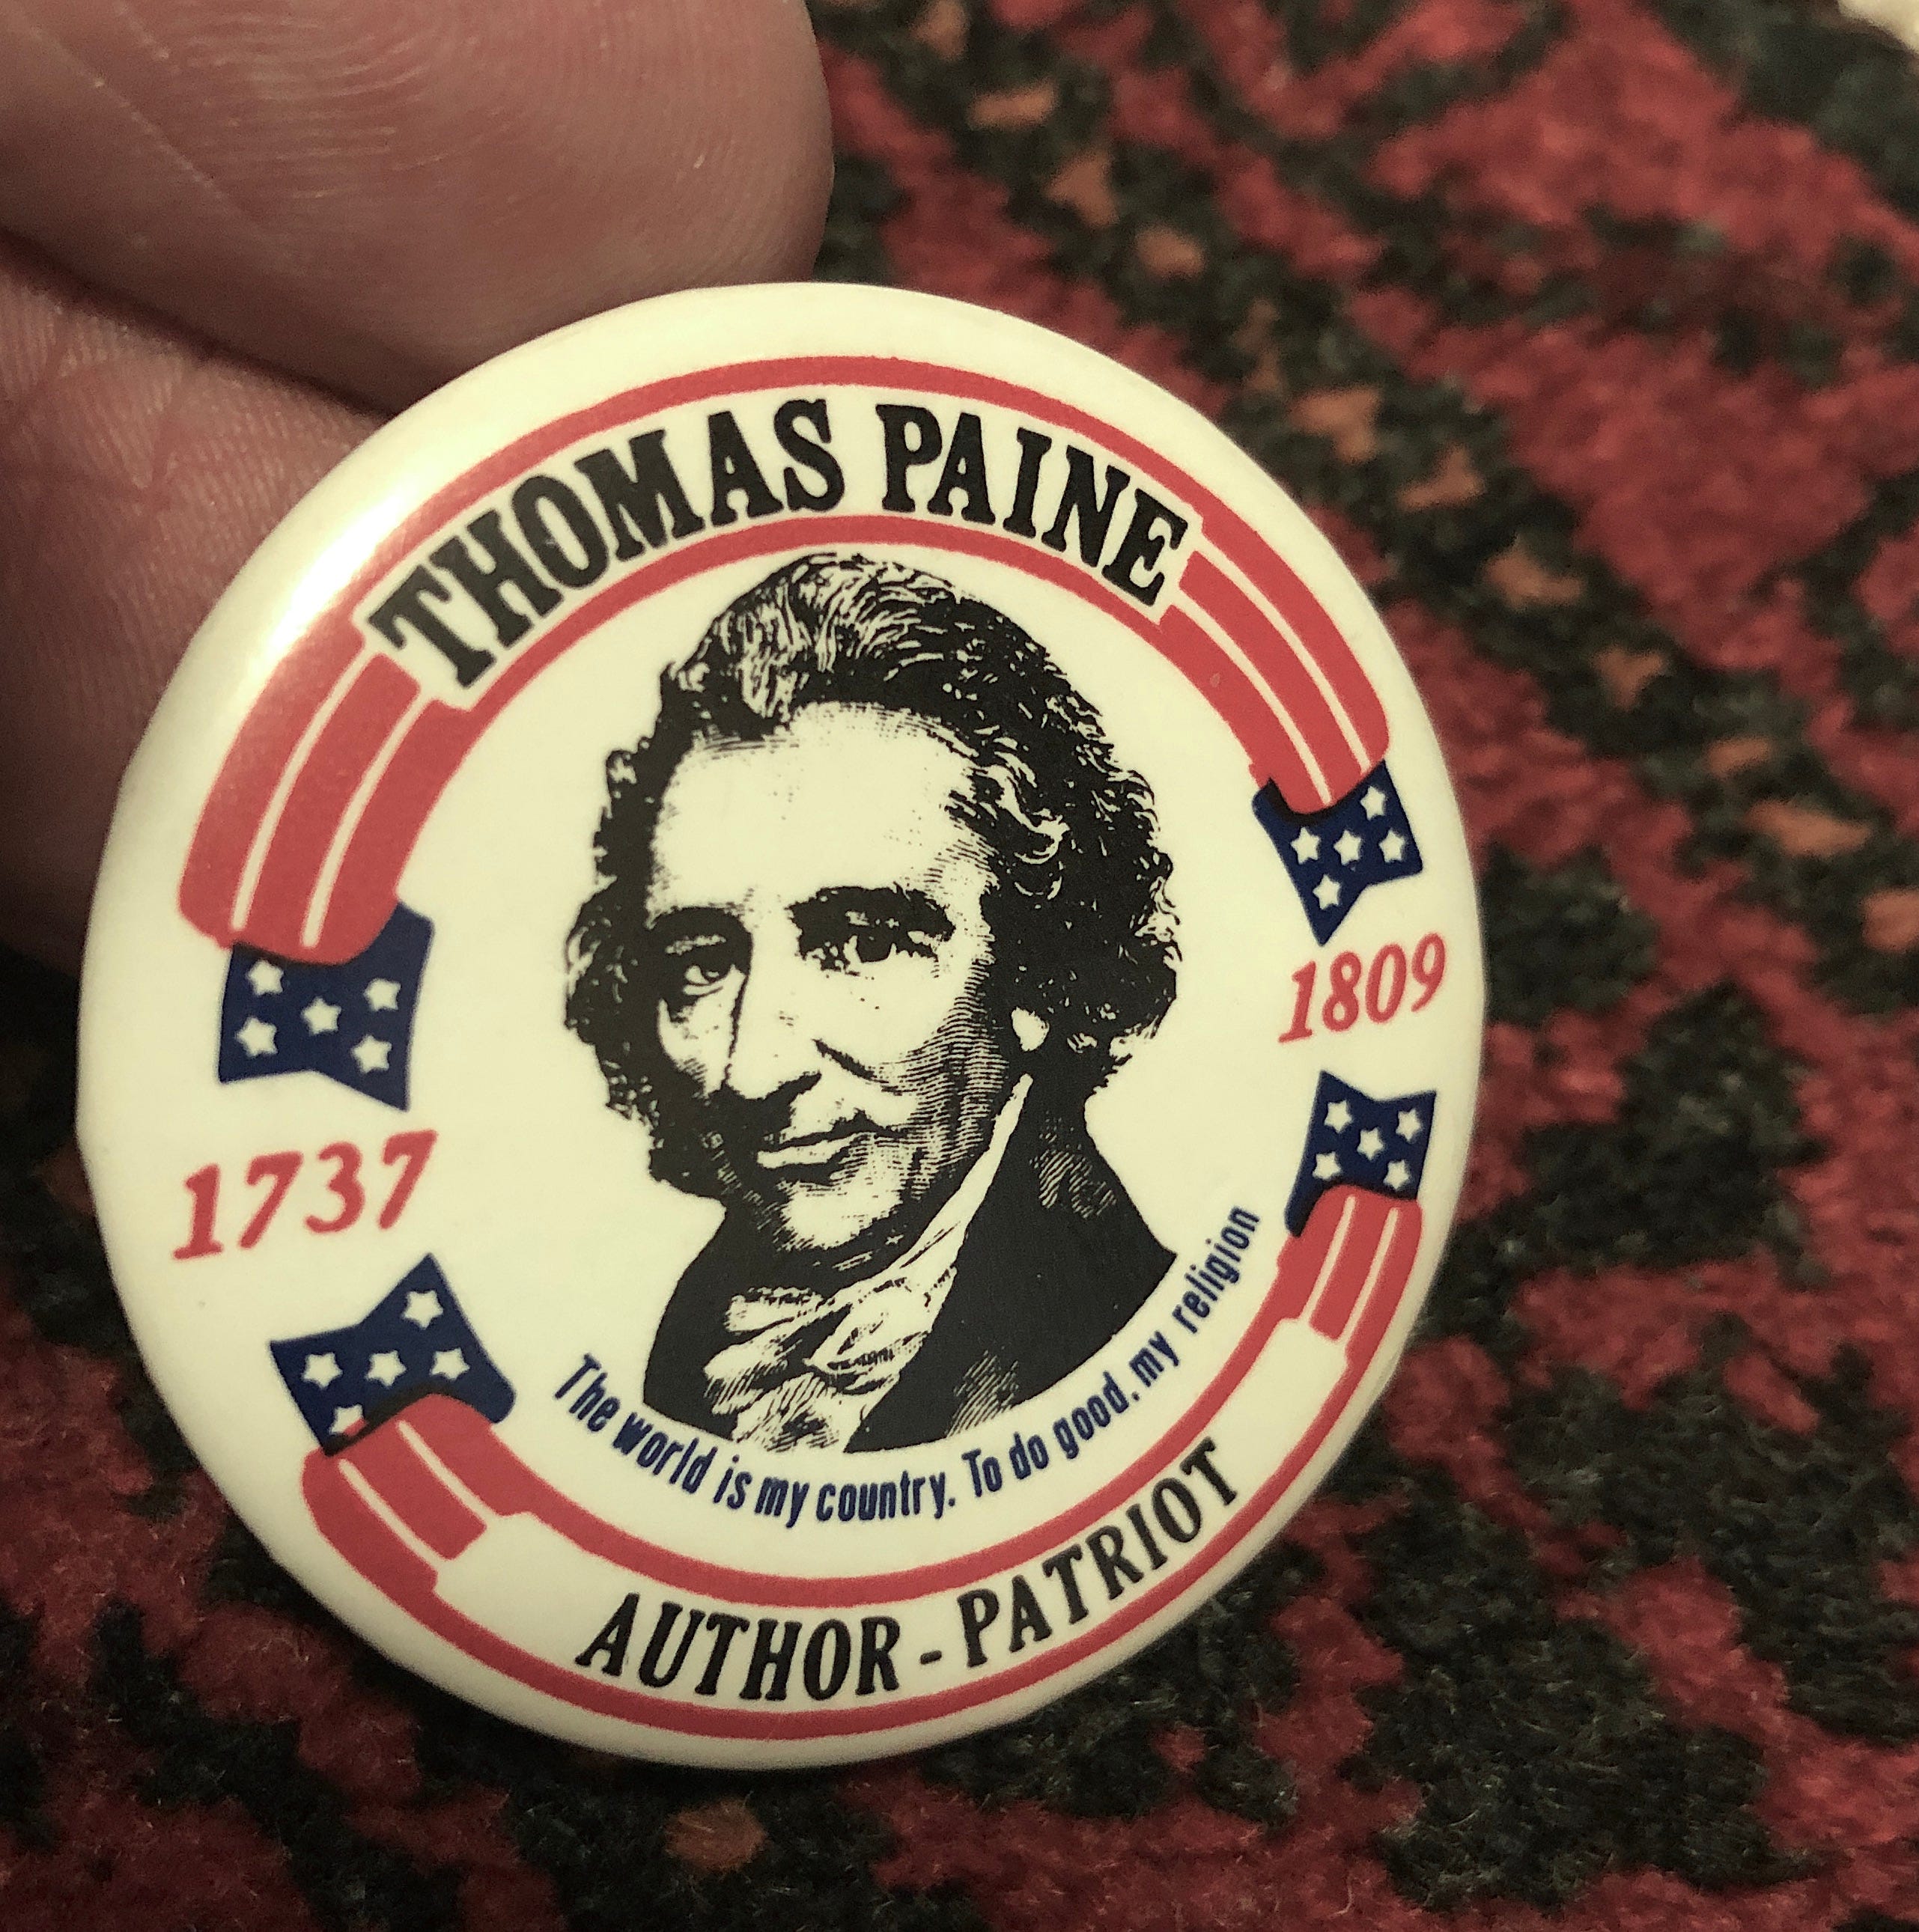 THOMAS PAINE
1737
1809
The world is my country. To do good. my religion
AUTHOR - PATRIOT